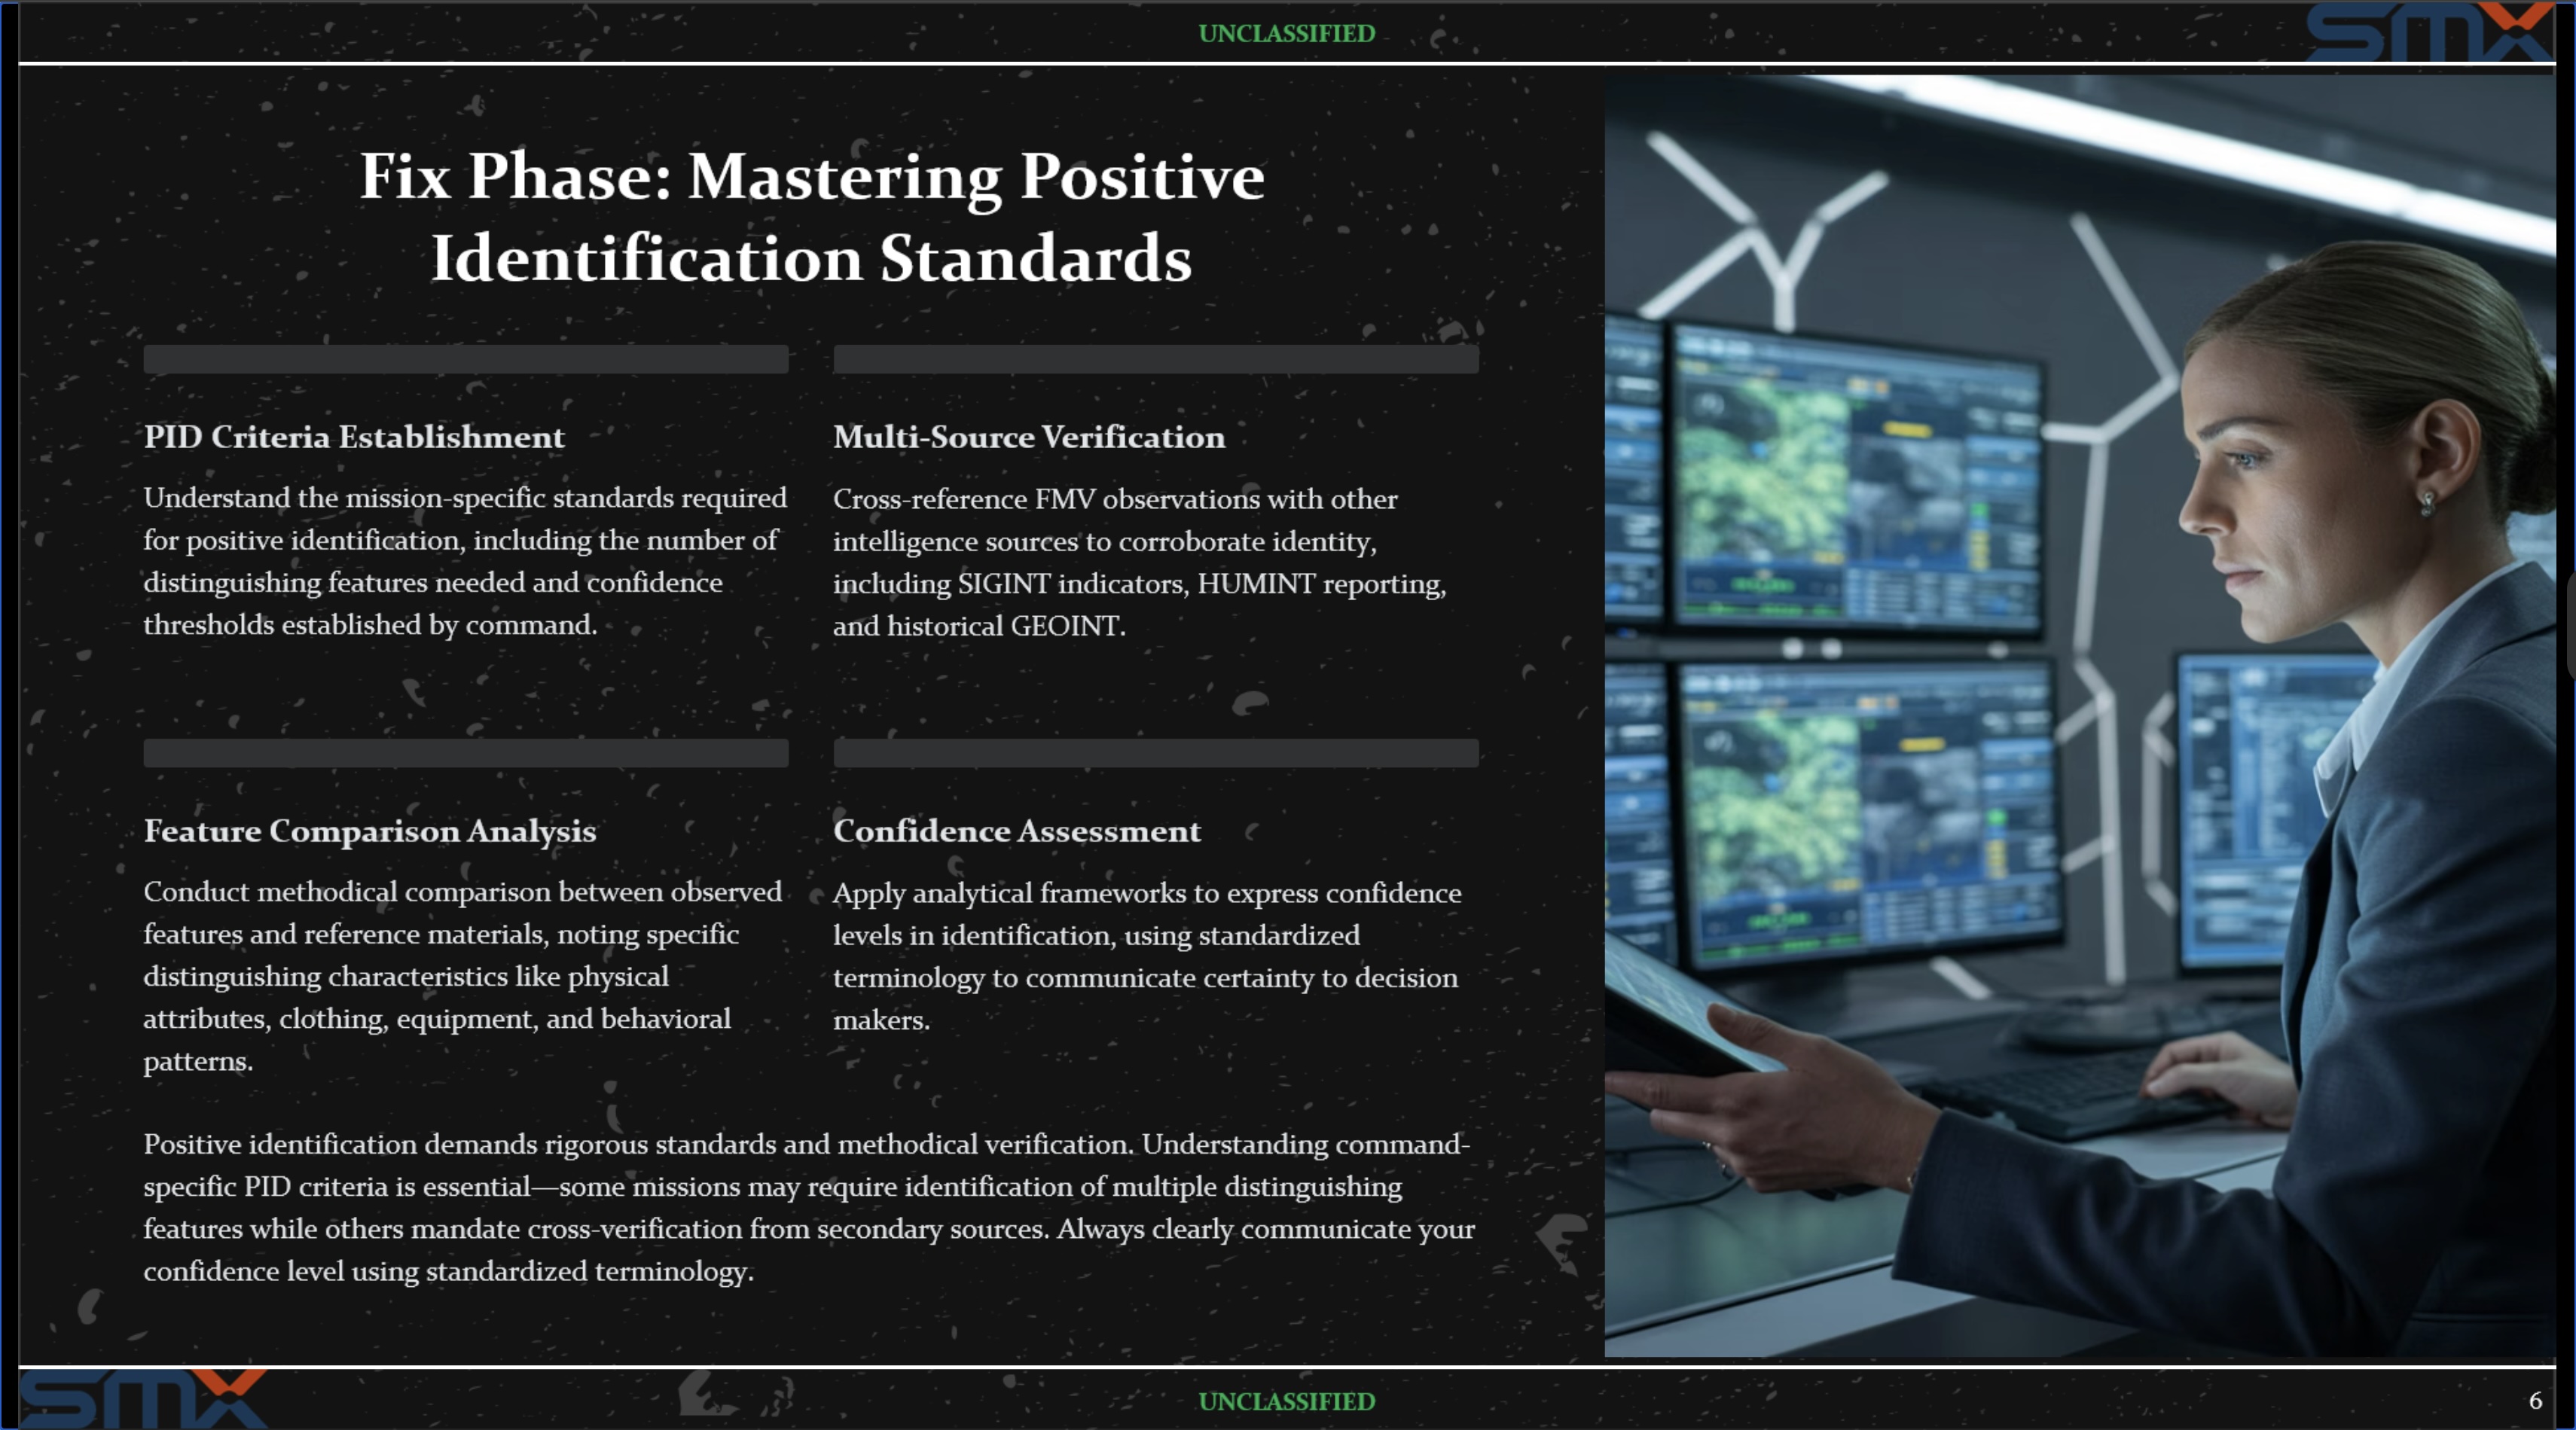 UNCLASSIFIED
SMX
Fix Phase: Mastering Positive
Identification Standards
PID Criteria Establishment
Understand the mission-specific standards required
for positive identification, including the number of
distinguishing features needed and confidence
thresholds established by command.
Multi-Source Verification
Cross-reference FMV observations with other
intelligence sources to corroborate identity,
including SIGINT indicators, HUMINT reporting,
and historical GEOINT.
Feature Comparison Analysis
Conduct methodical comparison between observed
features and reference materials, noting specific
distinguishing characteristics like physical
attributes, clothing, equipment, and behavioral
patterns.
Confidence Assessment
Apply analytical frameworks to express confidence
levels in identification, using standardized
terminology to communicate certainty to decision
makers.
Positive identification demands rigorous standards and methodical verification. Understanding command-
specific PID criteria is essential—some missions may require identification of multiple distinguishing
features while others mandate cross-verification from secondary sources. Always clearly communicate your
confidence level using standardized terminology.
SMX
UNCLASSIFIED
6